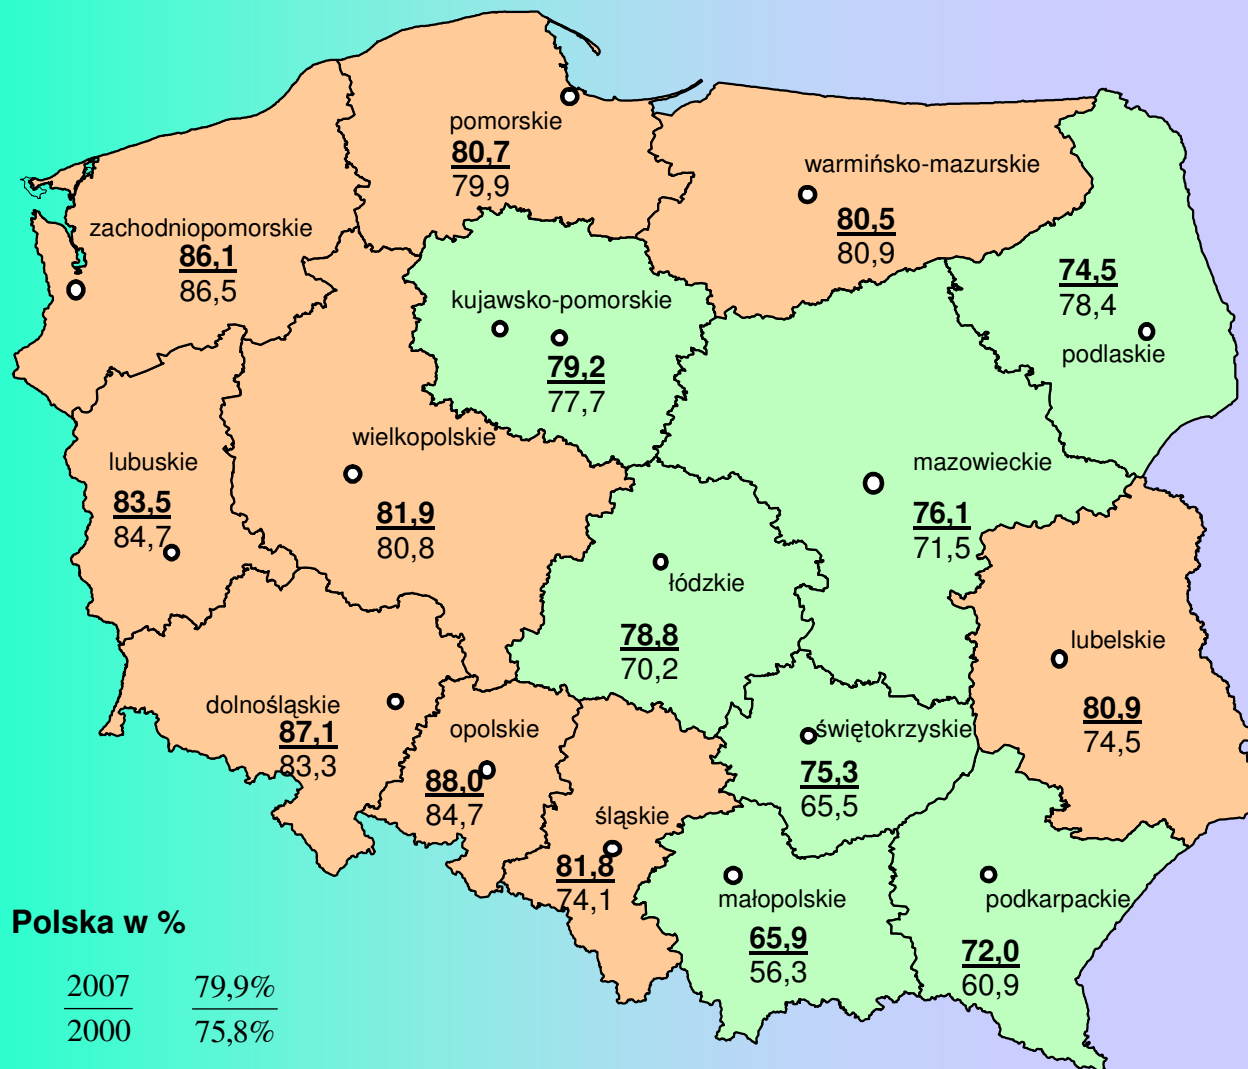 pomorskie
80,7
79,9
warmińsko-mazurskie
80,5
80,9
zachodniopomorskie
86,1
86,5
kujawsko-pomorskie
79,2
77,7
74,5
78,4
podlaskie
wielkopolskie
81,9
80,8
lubuskie
83,5
84,7
mazowieckie
76,1
71,5
łódzkie
78,8
70,2
lubelskie
80,9
74,5
dolnośląskie
87,1
83,3
opolskie
88,0
84,7
świętokrzyskie
75,3
65,5
śląskie
81,8
74,1
małopolskie
65,9
56,3
podkarpackie
72,0
60,9
Polska w %
2007 79,9%
2000 75,8%